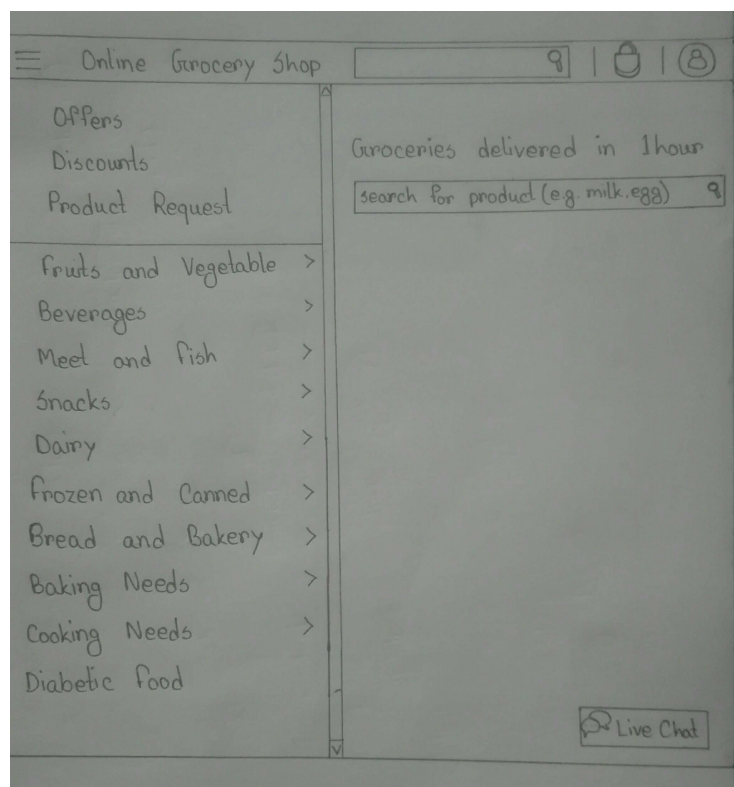 Online Grocery Shop
Offers
Discounts
Product Request
Groceries delivered in 1 hour
search for product (e.g. milk.egg)
Fruits and Vegetable >
Beverages >
Meet and fish >
Snacks >
Dairy >
Frozen and Canned >
Bread and Bakery >
Baking Needs >
Cooking Needs >
Diabetic food
Live Chat